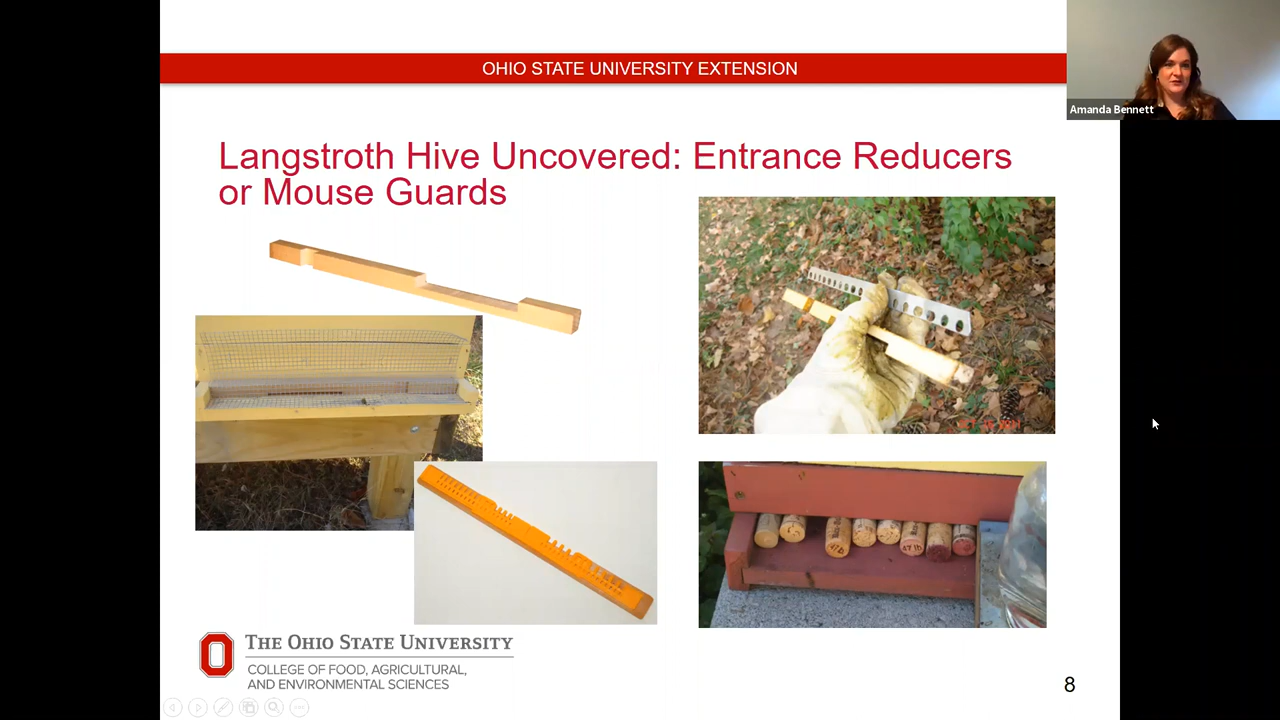 OHIO STATE UNIVERSITY EXTENSION
Amanda Bennett
Langstroth Hive Uncovered: Entrance Reducers
or Mouse Guards
THE OHIO STATE UNIVERSITY
COLLEGE OF FOOD, AGRICULTURAL,
AND ENVIRONMENTAL SCIENCES
8